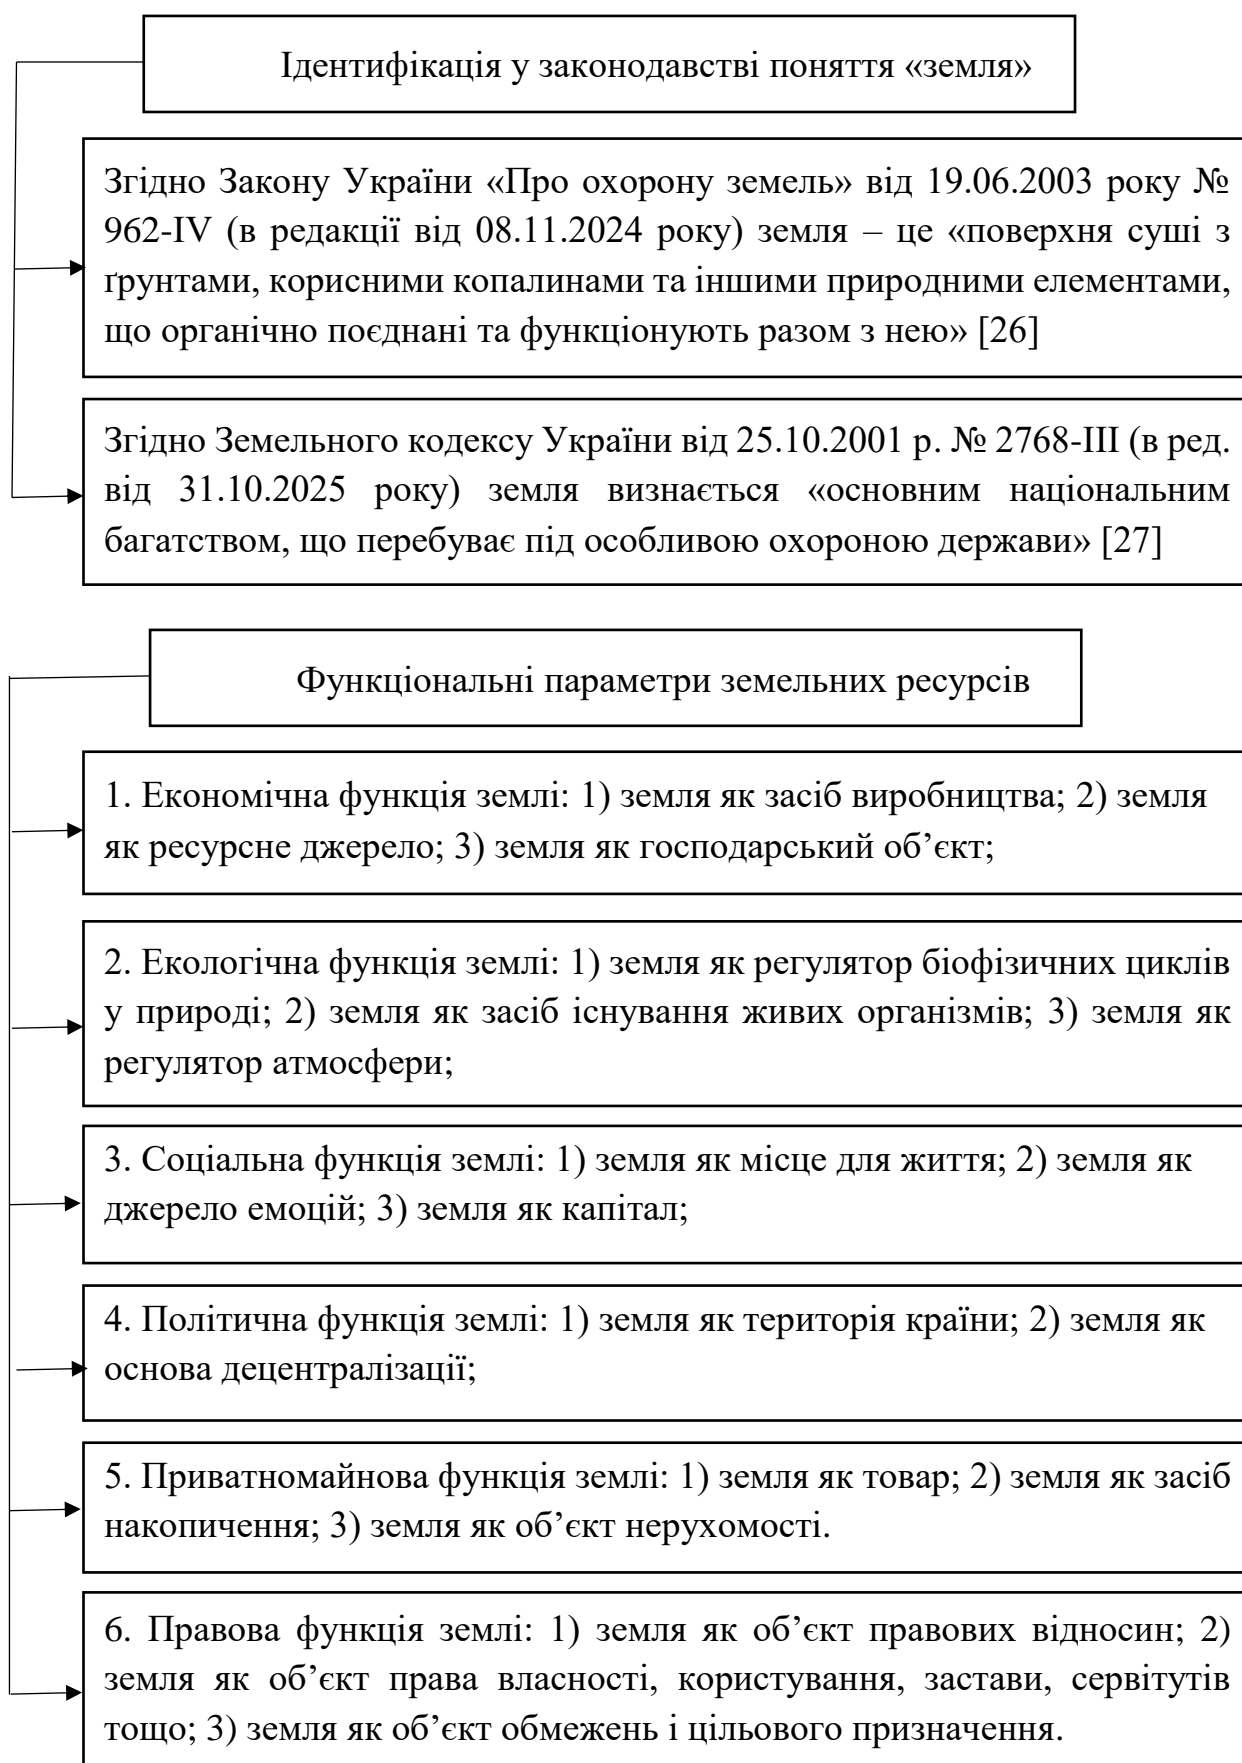 Ідентифікація у законодавстві поняття «земля»
Згідно Закону України «Про охорону земель» від 19.06.2003 року №
962-IV (в редакції від 08.11.2024 року) земля – це «поверхня суші з
ґрунтами, корисними копалинами та іншими природними елементами,
що органічно поєднані та функціонують разом з нею» [26]
Згідно Земельного кодексу України від 25.10.2001 р. № 2768-III (в ред.
від 31.10.2025 року) земля визнається «основним національним
багатством, що перебуває під особливою охороною держави» [27]
Функціональні параметри земельних ресурсів
1. Економічна функція землі: 1) земля як засіб виробництва; 2) земля
як ресурсне джерело; 3) земля як господарський об’єкт;
2. Екологічна функція землі: 1) земля як регулятор біофізичних циклів
у природі; 2) земля як засіб існування живих організмів; 3) земля як
регулятор атмосфери;
3. Соціальна функція землі: 1) земля як місце для життя; 2) земля як
джерело емоцій; 3) земля як капітал;
4. Політична функція землі: 1) земля як територія країни; 2) земля як
основа децентралізації;
5. Приватномайнова функція землі: 1) земля як товар; 2) земля як засіб
накопичення; 3) земля як об’єкт нерухомості.
6. Правова функція землі: 1) земля як об’єкт правових відносин; 2)
земля як об’єкт права власності, користування, застави, сервітутів
тощо; 3) земля як об’єкт обмежень і цільового призначення.